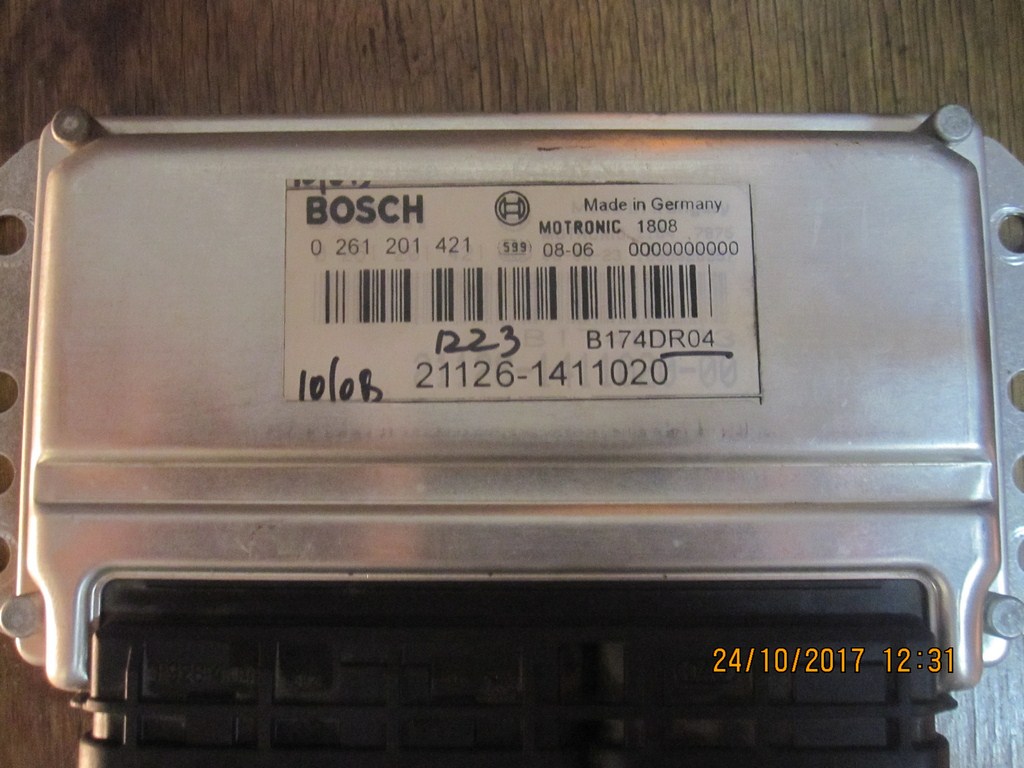 BOSCH
Made in Germany
MOTRONIC 1808
0 261 201 421
599 08-06 0000000000
1223
B174DR04
10/08
21126-1411020
24/10/2017 12:31